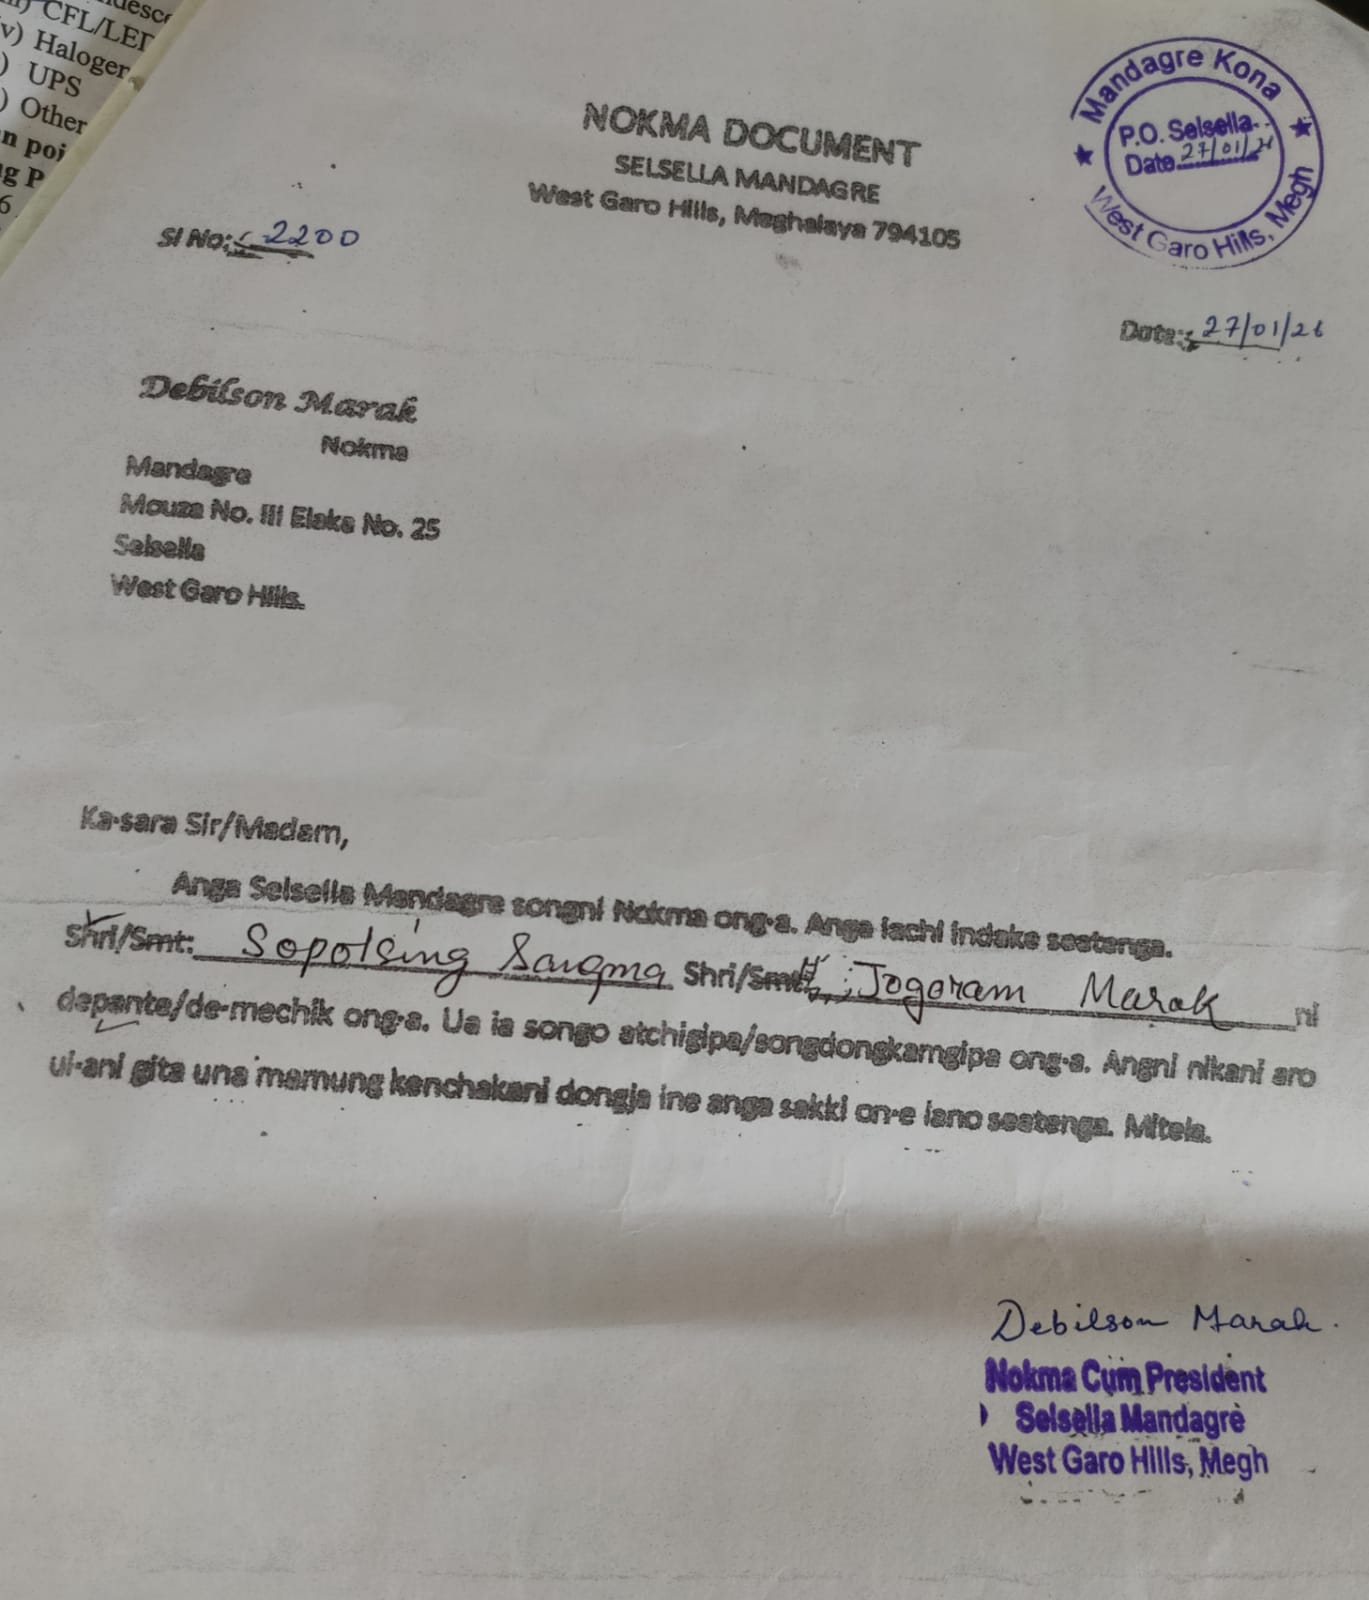 CFL/LED
v) Halogen
) UPS
) Other
n poi
ng P
6
NOKMA DOCUMENT
SELSELLA MANDAGRE
West Garo Hills, Meghalaya 794105
Mandagre Kona
P.O. Selsella
Date 27/01/26
West Garo Hills, Megh
Sl No: 2200
Date: 27/01/26
Debilson Marak
Nokma
Mandagre
Mouza No. III Elaka No. 25
Selsella
West Garo Hills.
Ka·sara Sir/Madam,
Anga Selsella Mandagre songni Nokma ong·a. Anga iachi indake seatenga.
Shri/Smt: Sopolsing Sangma Shri/Smt: Jogoram Marak ni
depante/de·mechik ong·a. Ua ia songo atchigipa/songdongkamgipa ong·a. Angni nikani aro
ui·ani gita una mamung kenchakani dongja ine anga sakki on·e iano seatenga. Mitela.
Debilson Marak.
Nokma Cum President
Selsella Mandagre
West Garo Hills, Megh